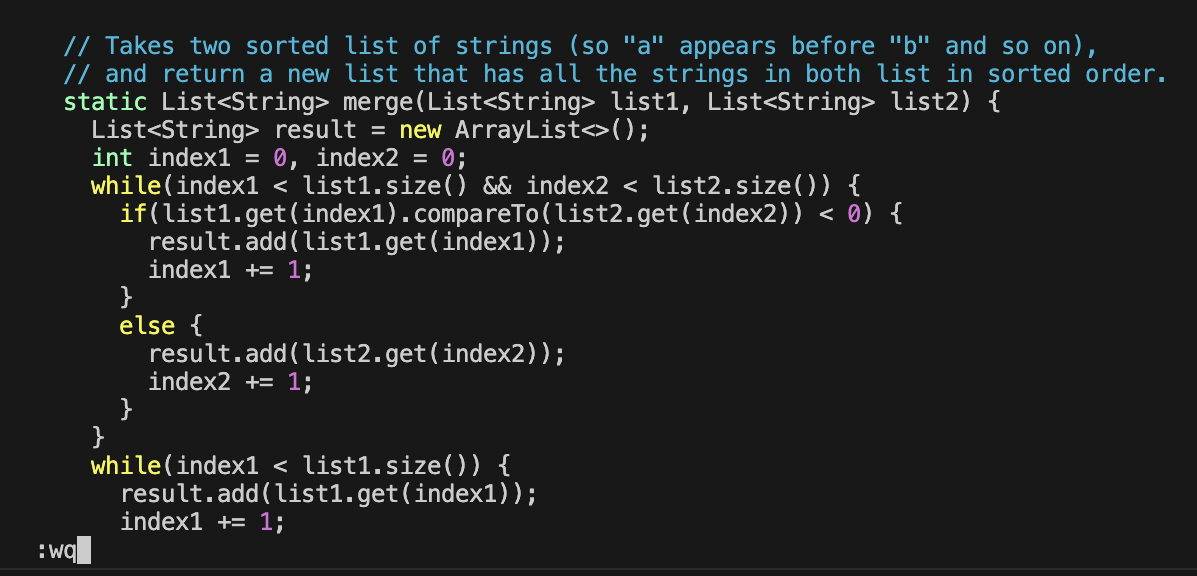 // Takes two sorted list of strings (so "a" appears before "b" and so on),
// and return a new list that has all the strings in both list in sorted order.
static List<String> merge(List<String> list1, List<String> list2) {
List<String> result = new ArrayList<>();
int index1 = 0, index2 = 0;
while(index1 < list1.size() && index2 < list2.size()) {
if(list1.get(index1).compareTo(list2.get(index2)) < 0) {
result.add(list1.get(index1));
index1 += 1;
}
else {
result.add(list2.get(index2));
index2 += 1;
}
}
while(index1 < list1.size()) {
result.add(list1.get(index1));
index1 += 1;
:wq